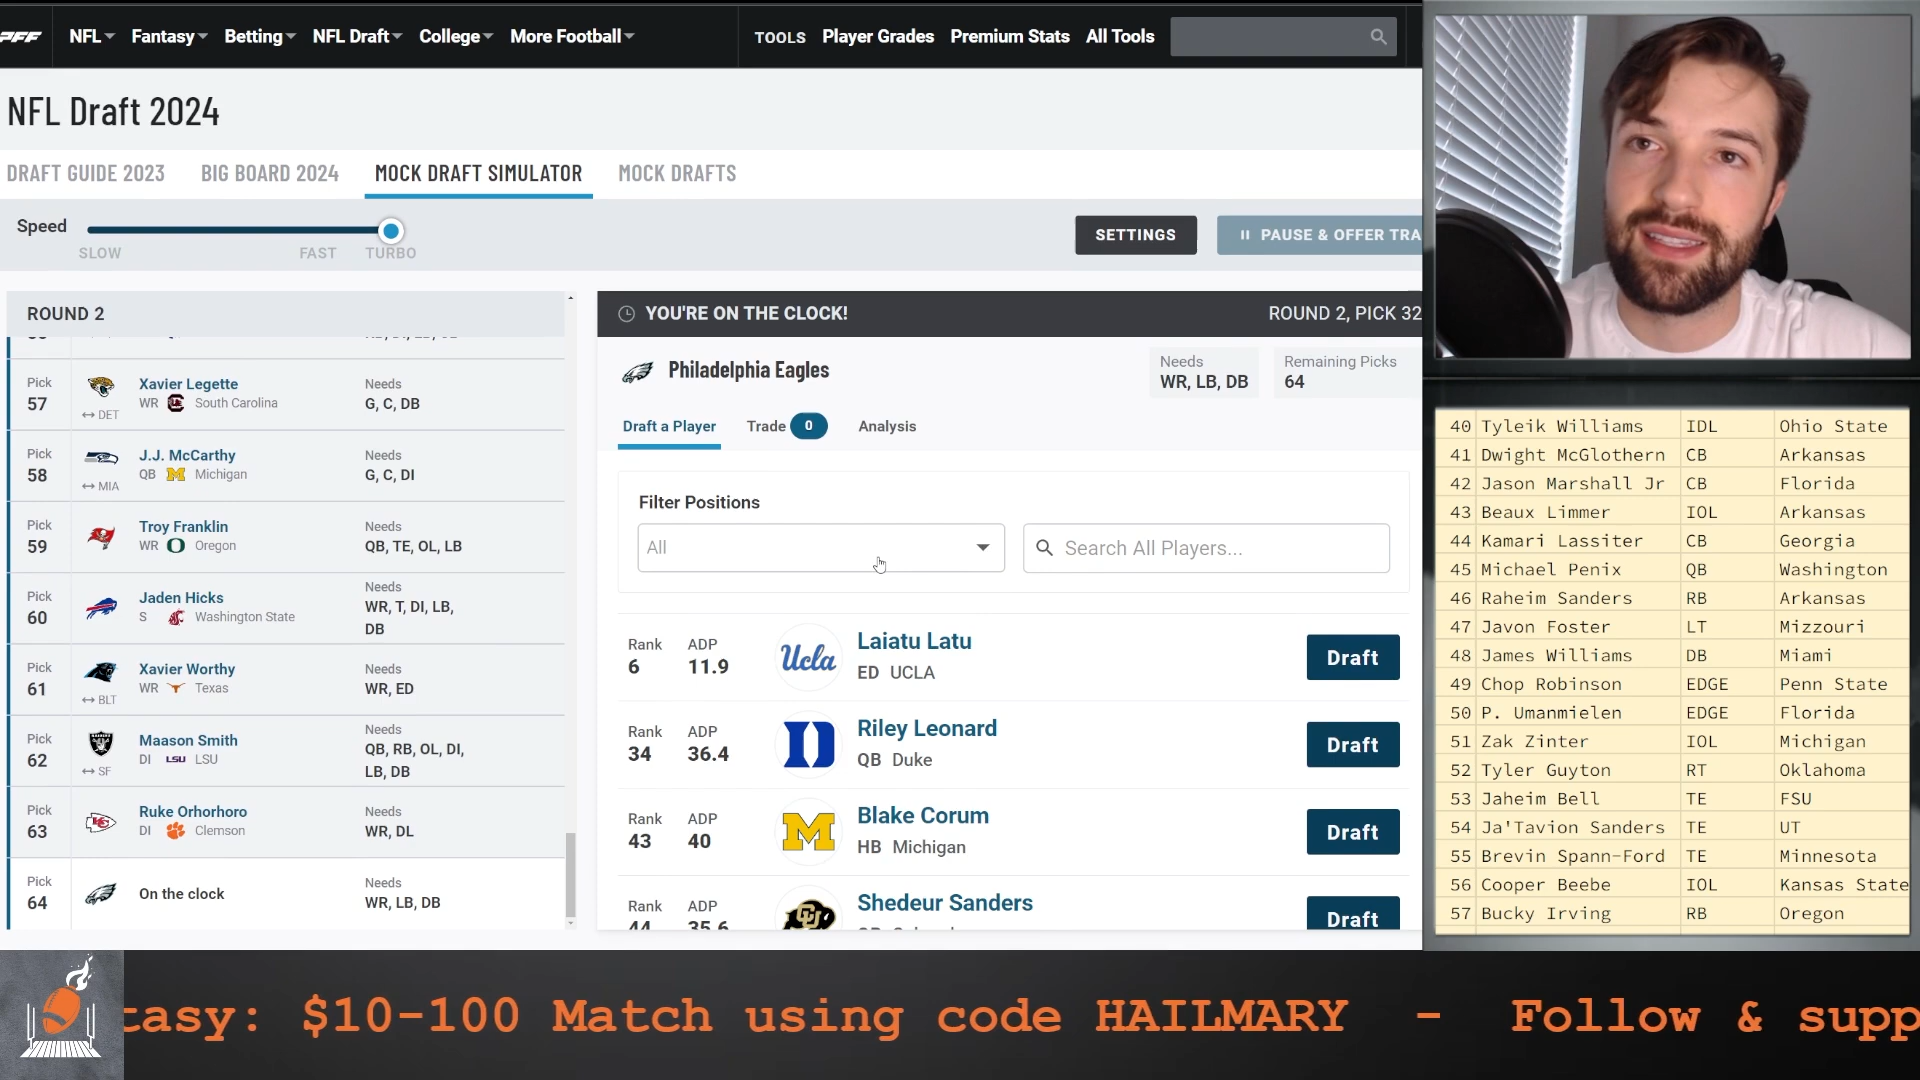 PFF NFL Fantasy Betting NFL Draft College More Football TOOLS Player Grades Premium Stats All Tools
NFL Draft 2024
DRAFT GUIDE 2023 BIG BOARD 2024 MOCK DRAFT SIMULATOR MOCK DRAFTS
Speed
SLOW FAST TURBO
SETTINGS
PAUSE & OFFER TRA
ROUND 2
Pick 57
↔ DET
Xavier Legette
WR South Carolina
Needs
G, C, DB
Pick 58
↔ MIA
J.J. McCarthy
QB M Michigan
Needs
G, C, DI
Pick 59
Troy Franklin
WR O Oregon
Needs
QB, TE, OL, LB
Pick 60
Jaden Hicks
S Washington State
Needs
WR, T, DI, LB,
DB
Pick 61
↔ BLT
Xavier Worthy
WR Texas
Needs
WR, ED
Pick 62
↔ SF
Maason Smith
DI LSU LSU
Needs
QB, RB, OL, DI,
LB, DB
Pick 63
Ruke Orhorhoro
DI Clemson
Needs
WR, DL
Pick 64
On the clock
Needs
WR, LB, DB
YOU'RE ON THE CLOCK!
ROUND 2, PICK 32
Philadelphia Eagles
Needs
WR, LB, DB
Remaining Picks
64
Draft a Player Trade 0 Analysis
Filter Positions
All
Search All Players...
Rank 6 ADP 11.9
Ucla
Laiatu Latu
ED UCLA
Draft
Rank 34 ADP 36.4
D
Riley Leonard
QB Duke
Draft
Rank 43 ADP 40
M
Blake Corum
HB Michigan
Draft
Rank 44 ADP 35.6
CU
Shedeur Sanders
Draft
40 Tyleik Williams IDL Ohio State
41 Dwight McGlothern CB Arkansas
42 Jason Marshall Jr CB Florida
43 Beaux Limmer IOL Arkansas
44 Kamari Lassiter CB Georgia
45 Michael Penix QB Washington
46 Raheim Sanders RB Arkansas
47 Javon Foster LT Mizzouri
48 James Williams DB Miami
49 Chop Robinson EDGE Penn State
50 P. Umanmielen EDGE Florida
51 Zak Zinter IOL Michigan
52 Tyler Guyton RT Oklahoma
53 Jaheim Bell TE FSU
54 Ja'Tavion Sanders TE UT
55 Brevin Spann-Ford TE Minnesota
56 Cooper Beebe IOL Kansas State
57 Bucky Irving RB Oregon
tasy: $10-100 Match using code HAILMARY - Follow & supp